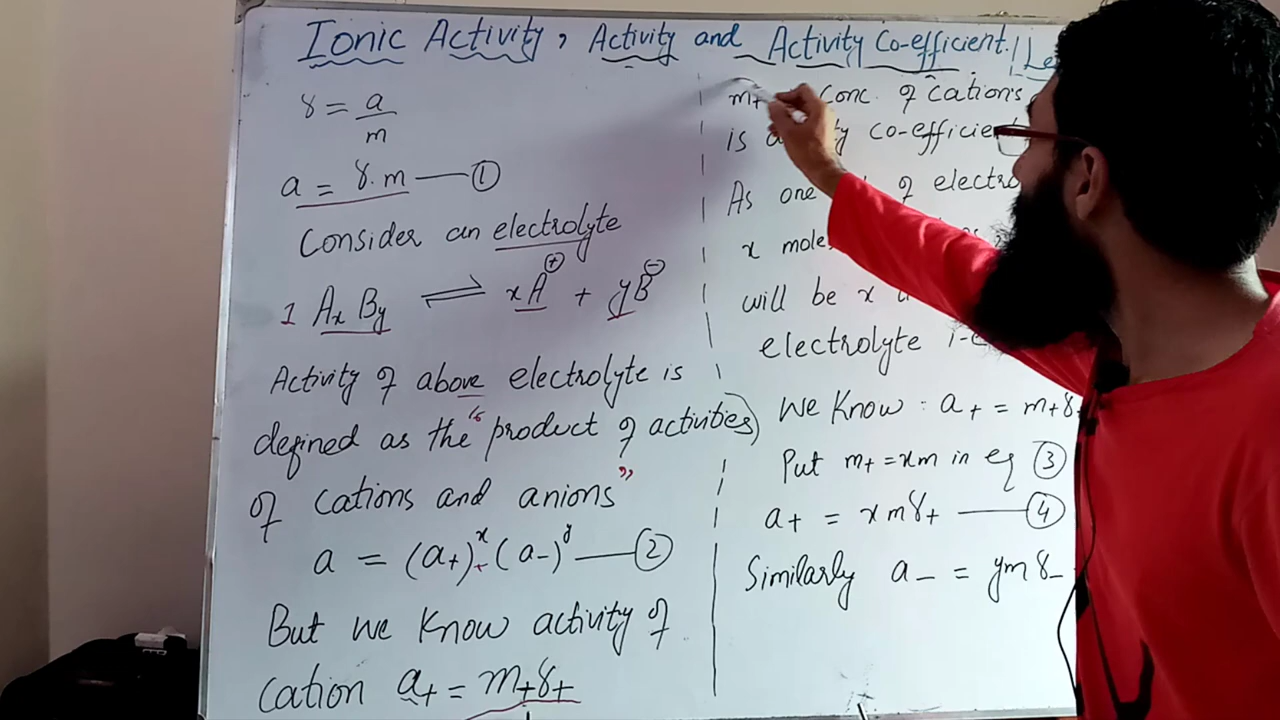 Ionic Activity, Activity and Activity Co-efficient. | Le
γ = a/m
a = γ.m — ①
Consider an electrolyte
1 AxBy ⇌ xA⊕ + yB⊖
Activity of above electrolyte is
defined as the “product of activities)
of cations and anions”
a = (a+)^x (a-)^y — ②
But we know activity of
cation a+ = m+γ+
m+ conc. of cation's
is co-efficient
As one of electro
x mole
will be x
electrolyte i-e
We know : a+ = m+γ+
Put m+ = xm in eq ③
a+ = xmγ+ — ④
Similarly a- = ymγ-